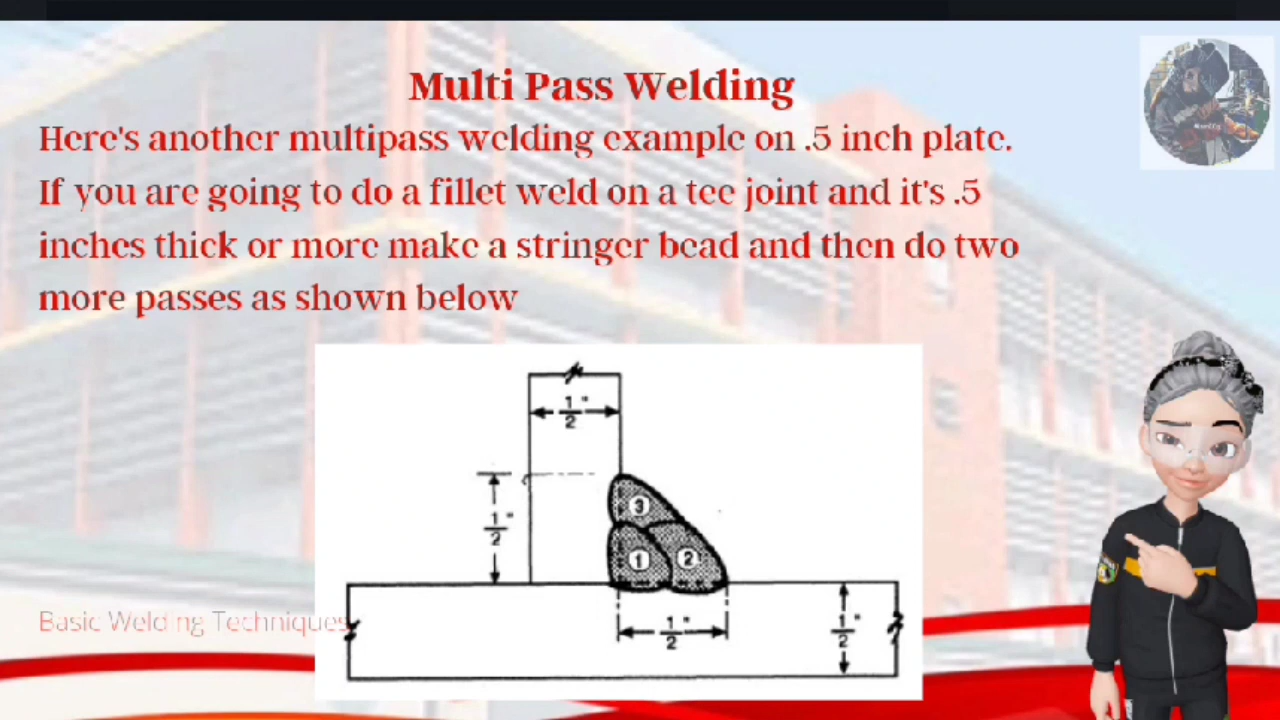 Multi Pass Welding
Here's another multipass welding example on .5 inch plate.
If you are going to do a fillet weld on a tee joint and it's .5
inches thick or more make a stringer bead and then do two
more passes as shown below
1/2"
1/2"
3
1
2
1/2"
1/2"
Basic Welding Techniques